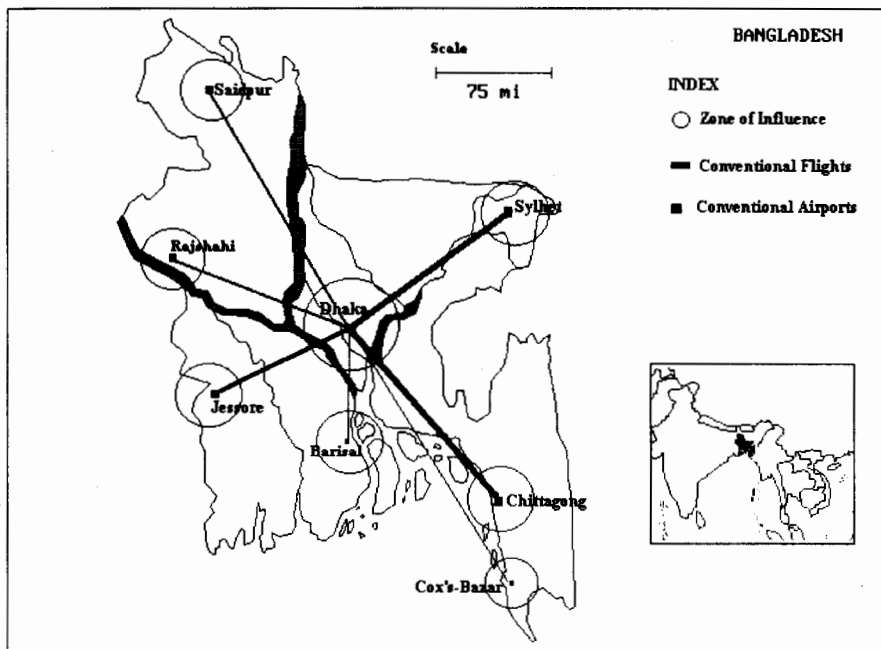 BANGLADESH
Scale
75 mi
INDEX
Zone of Influence
Conventional Flights
Conventional Airports
Saidpur
Sylhet
Rajshahi
Dhaka
Jessore
Barisal
Chittagong
Cox's-Bazar